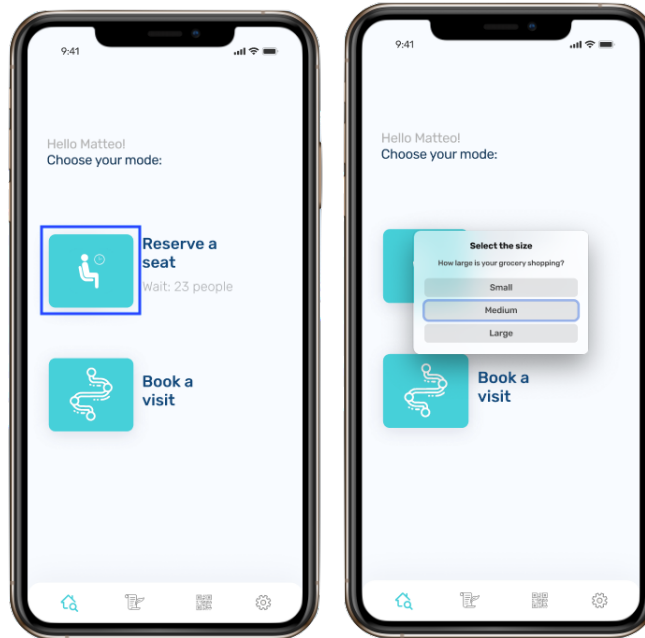 9:41
Hello Matteo!
Choose your mode:
Reserve a
seat
Wait: 23 people
Book a
visit
9:41
Hello Matteo!
Choose your mode:
Select the size
How large is your grocery shopping?
Small
Medium
Large
Book a
visit